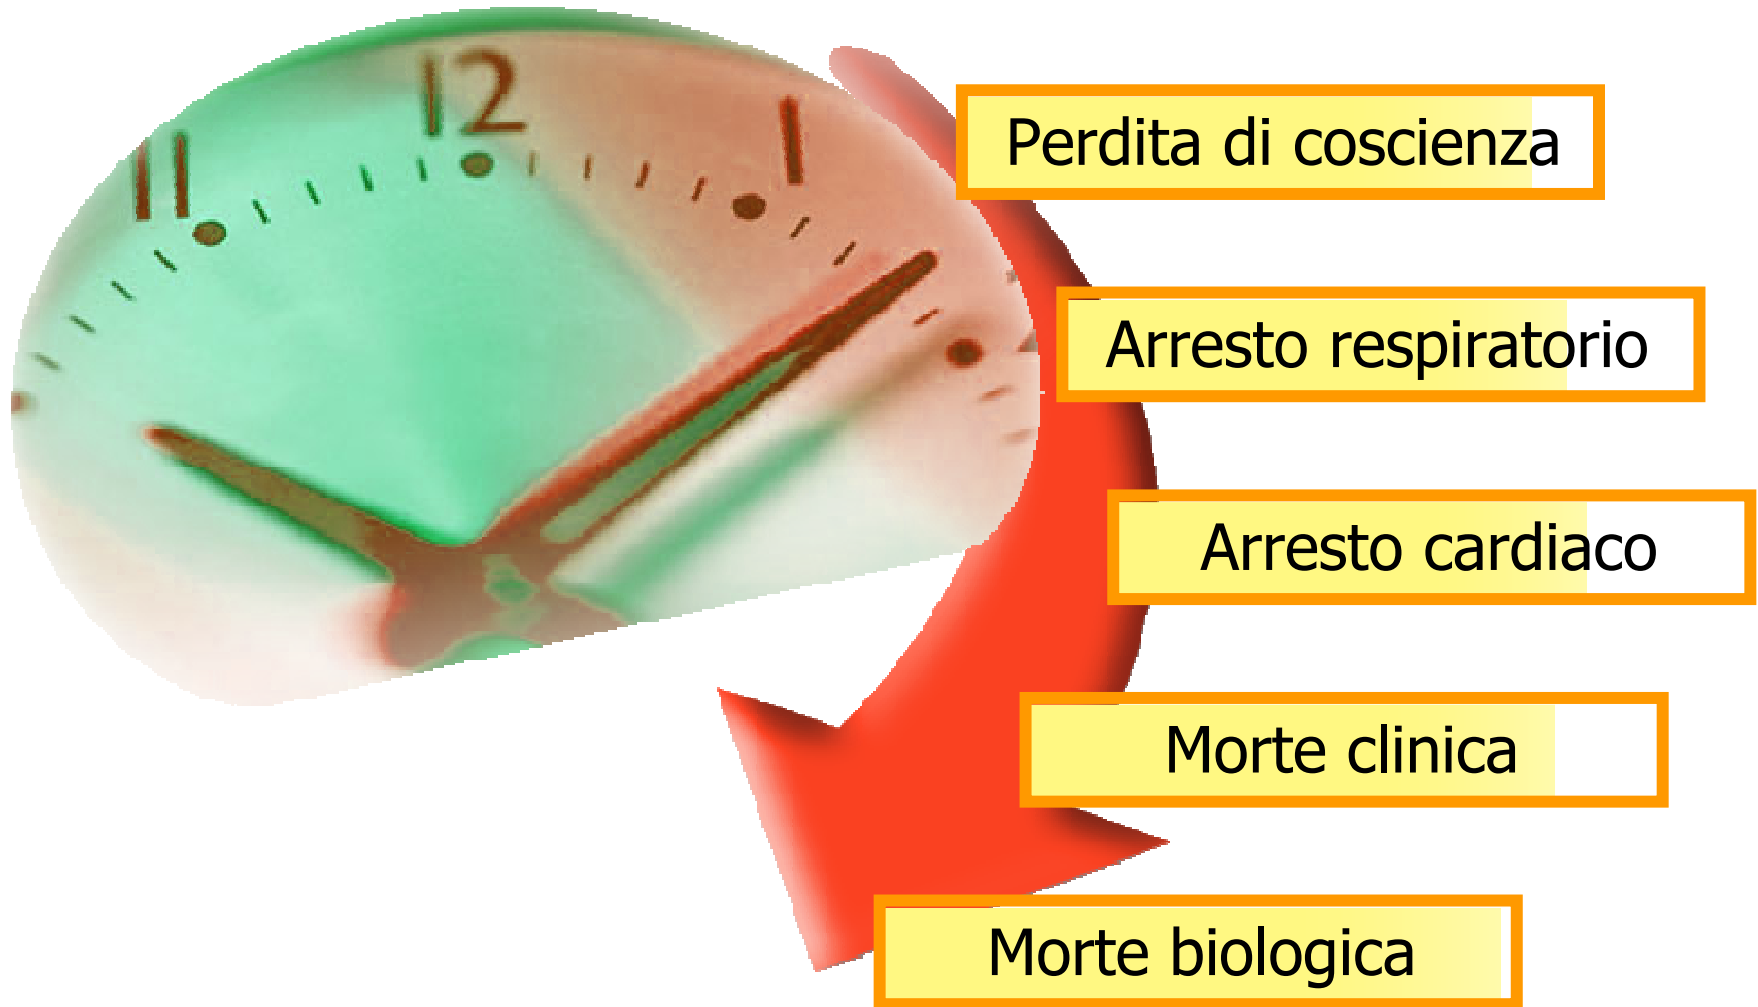 12
11
1
Perdita di coscienza
Arresto respiratorio
Arresto cardiaco
Morte clinica
Morte biologica